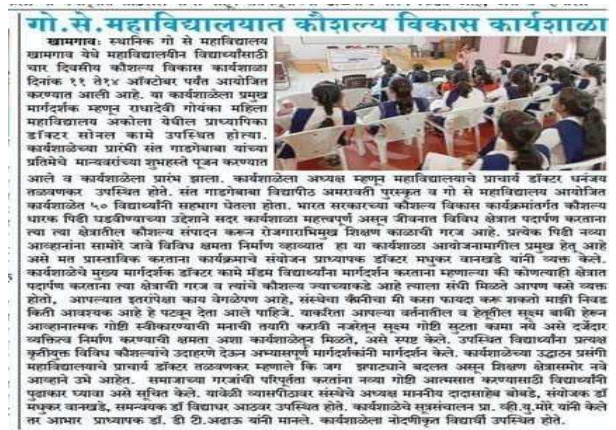 गो.से.महाविद्यालयात कौशल्य विकास कार्यशाळा
खामगाव: स्थानिक गो से महाविद्यालय
खामगाव येथे महाविद्यालयीन विद्यार्थ्यांसाठी
चार दिवसीय कौशल्य विकास कार्यशाळा
दिनांक ११ ते१४ ऑक्टोबर पर्यंत आयोजित
करण्यात आली आहे. या कार्यशाळेला प्रमुख
मार्गदर्शक म्हणून राधादेवी गोयंका महिला
महाविद्यालय अकोला येथील प्राध्यापिका
डॉक्टर सोनल कामे उपस्थित होत्या.
कार्यशाळेच्या प्रारंभी संत गाडगेबाबा यांच्या
प्रतिमेचे मान्यवरांच्या शुभहस्ते पूजन करण्यात
आले व कार्यशाळेला प्रारंभ झाला. कार्यशाळेला अध्यक्ष म्हणून महाविद्यालयाचे प्राचार्य डॉक्टर धनंजय
तळवणकर उपस्थित होते. संत गाडगेबाबा विद्यापीठ अमरावती पुरस्कृत व गो से महाविद्यालय आयोजित
कार्यशाळेत ५० विद्यार्थ्यांनी सहभाग घेतला होता. भारत सरकारच्या कौशल्य विकास कार्यक्रमांतर्गत कौशल्य
धारक पिढी घडवीण्याच्या उद्देशाने सदर कार्यशाळा महत्त्वपूर्ण असुन जीवनात विविध क्षेत्रात पदार्पण करताना
त्या त्या क्षेत्रातील कौशल्य संपादन करून रोजगाराभिमुख शिक्षण काळाची गरज आहे. प्रत्येक पिढी नव्या
आव्हानांना सामोरे जावे विविध क्षमता निर्माण व्हाव्यात हा या कार्यशाळा आयोजनामागील प्रमुख हेतू आहे
असे मत प्रास्ताविक करताना कार्यक्रमाचे संयोजन प्राध्यापक डॉक्टर मधुकर वानखडे यांनी व्यक्त केले.
कार्यशाळेचे मुख्य मार्गदर्शक डॉक्टर कामे मॅडम विद्यार्थ्यांना मार्गदर्शन करताना म्हणाल्या की कोणत्याही क्षेत्रात
पदार्पण करताना त्या क्षेत्राची गरज व त्यांचे कौशल्य ज्याच्याकडे आहे त्याला संधी मिळते आपण कसे व्यक्त
होतो, आपल्यात इतरांपेक्षा काय वेगळेपण आहे, संस्थेचा कंपनीचा मी कसा फायदा करू शकतो माझी निवड
किती आवश्यक आहे हे पटवून देता आले पाहिजे. याकरिता आपल्या वर्तनातील व हेतूतील सूक्ष्म बाबी हेरून
आव्हानात्मक गोष्टी स्वीकारण्याची मनाची तयारी करावी नजरेतून सूक्ष्म गोष्टी सुटता कामा नये असे दर्जेदार
व्यक्तित्व निर्माण करण्याची क्षमता अशा कार्यशाळेतून मिळते, असे स्पष्ट केले. उपस्थित विद्यार्थ्यांना प्रत्यक्ष
कृतीयुक्त विविध कौशल्यांचे उदाहरणे देऊन अभ्यासपूर्ण मार्गदर्शकांनी मार्गदर्शन केले. कार्यशाळेच्या उद्घाटन प्रसंगी
महाविद्यालयाचे प्राचार्य डॉक्टर तळवणकर म्हणाले कि जग झपाट्याने बदलत असून शिक्षण क्षेत्रासमोर नवे
आव्हाने उभे आहेत. समाजाच्या गरजांची परिपूर्तता करतांना नव्या गोष्टी आत्मसात करण्यासाठी विद्यार्थ्यांनी
पुढाकार घ्यावा असे सूचित केले. यावेळी व्यासपीठावर संस्थेचे अध्यक्ष माननीय दादासाहेब बोबडे, संयोजक डॉ
मधुकर वानखडे, समन्वयक डॉ विद्याधर आठवर उपस्थित होते. कार्यशाळेचे सूत्रसंचालन प्रा. व्ही.यु.मोरे यांनी केले
तर आभार प्राध्यापक डॉ. डी टी.अढाऊ यांनी मानले. कार्यशाळेला नोंदणीकृत विद्यार्थी उपस्थित होते.